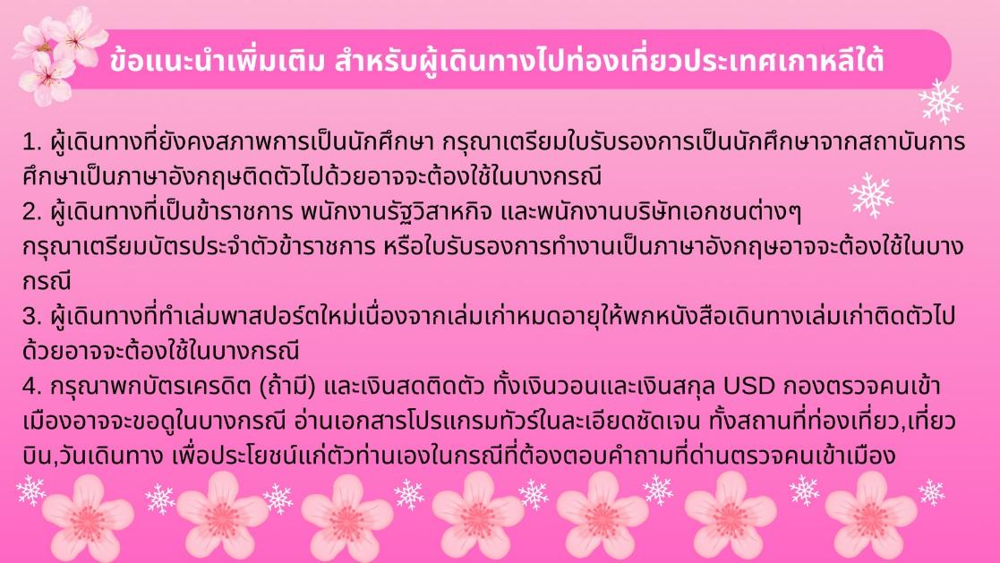 ข้อแนะนำเพิ่มเติม สำหรับผู้เดินทางไปท่องเที่ยวประเทศเกาหลีใต้
1. ผู้เดินทางที่ยังคงสภาพการเป็นนักศึกษา กรุณาเตรียมใบรับรองการเป็นนักศึกษาจากสถาบันการ
ศึกษาเป็นภาษาอังกฤษติดตัวไปด้วยอาจจะต้องใช้ในบางกรณี
2. ผู้เดินทางที่เป็นข้าราชการ พนักงานรัฐวิสาหกิจ และพนักงานบริษัทเอกชนต่างๆ
กรุณาเตรียมบัตรประจำตัวข้าราชการ หรือใบรับรองการทำงานเป็นภาษาอังกฤษอาจจะต้องใช้ในบาง
กรณี
3. ผู้เดินทางที่ทำเล่มพาสปอร์ตใหม่เนื่องจากเล่มเก่าหมดอายุให้พกหนังสือเดินทางเล่มเก่าติดตัวไป
ด้วยอาจจะต้องใช้ในบางกรณี
4. กรุณาพกบัตรเครดิต (ถ้ามี) และเงินสดติดตัว ทั้งเงินวอนและเงินสกุล USD กองตรวจคนเข้า
เมืองอาจจะขอดูในบางกรณี อ่านเอกสารโปรแกรมทัวร์ในละเอียดชัดเจน ทั้งสถานที่ท่องเที่ยว,เที่ยว
บิน,วันเดินทาง เพื่อประโยชน์แก่ตัวท่านเองในกรณีที่ต้องตอบคำถามที่ด่านตรวจคนเข้าเมือง